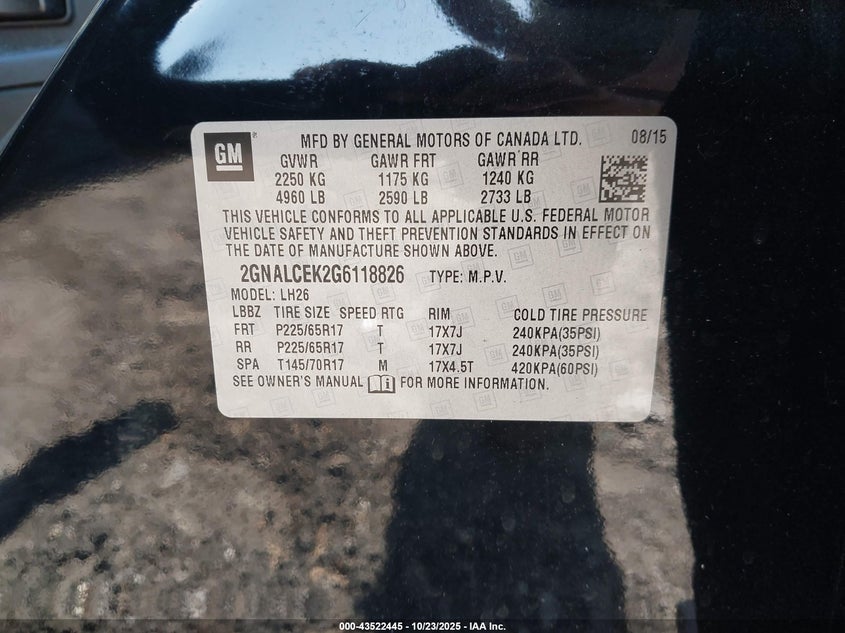 GM
MFD BY GENERAL MOTORS OF CANADA LTD. 08/15
GVWR GAWR FRT GAWR RR
2250 KG 1175 KG 1240 KG
4960 LB 2590 LB 2733 LB
THIS VEHICLE CONFORMS TO ALL APPLICABLE U.S. FEDERAL MOTOR
VEHICLE SAFETY AND THEFT PREVENTION STANDARDS IN EFFECT ON
THE DATE OF MANUFACTURE SHOWN ABOVE.
2GNALCEK2G6118826 TYPE: M.P.V.
MODEL: LH26
LBBZ TIRE SIZE SPEED RTG RIM COLD TIRE PRESSURE
FRT P225/65R17 T 17X7J 240KPA(35PSI)
RR P225/65R17 T 17X7J 240KPA(35PSI)
SPA T145/70R17 M 17X4.5T 420KPA(60PSI)
SEE OWNER'S MANUAL FOR MORE INFORMATION.
000-43522445 - 10/23/2025 - IAA Inc.